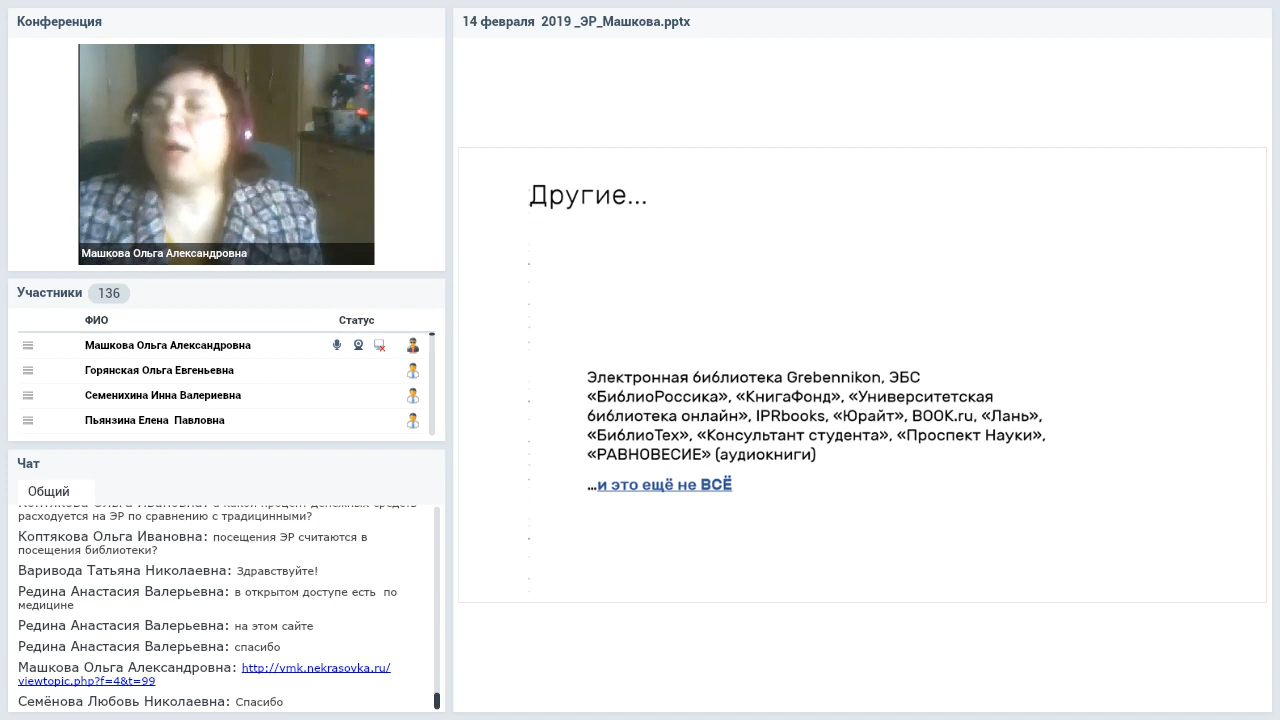 Конференция
Машкова Ольга Александровна
Участники 136
ФИО Статус
Машкова Ольга Александровна
Горянская Ольга Евгеньевна
Семенихина Инна Валериевна
Пьянзина Елена Павловна
Чат
Общий
расходуется на ЭР по сравнению с традицинными?
Коптякова Ольга Ивановна: посещения ЭР считаются в
посещения библиотеки?
Варивода Татьяна Николаевна: Здравствуйте!
Редина Анастасия Валерьевна: в открытом доступе есть по
медицине
Редина Анастасия Валерьевна: на этом сайте
Редина Анастасия Валерьевна: спасибо
Машкова Ольга Александровна: http://vmk.nekrasovka.ru/
viewtopic.php?f=4&t=99
Семёнова Любовь Николаевна: Спасибо
14 февраля 2019 _ЭР_Машкова.pptx
Другие...
Электронная библиотека Grebennikon, ЭБС
«БиблиоРоссика», «КнигаФонд», «Университетская
библиотека онлайн», IPRbooks, «Юрайт», BOOK.ru, «Лань»,
«БиблиоТех», «Консультант студента», «Проспект Науки»,
«РАВНОВЕСИЕ» (аудиокниги)
…и это ещё не ВСЁ